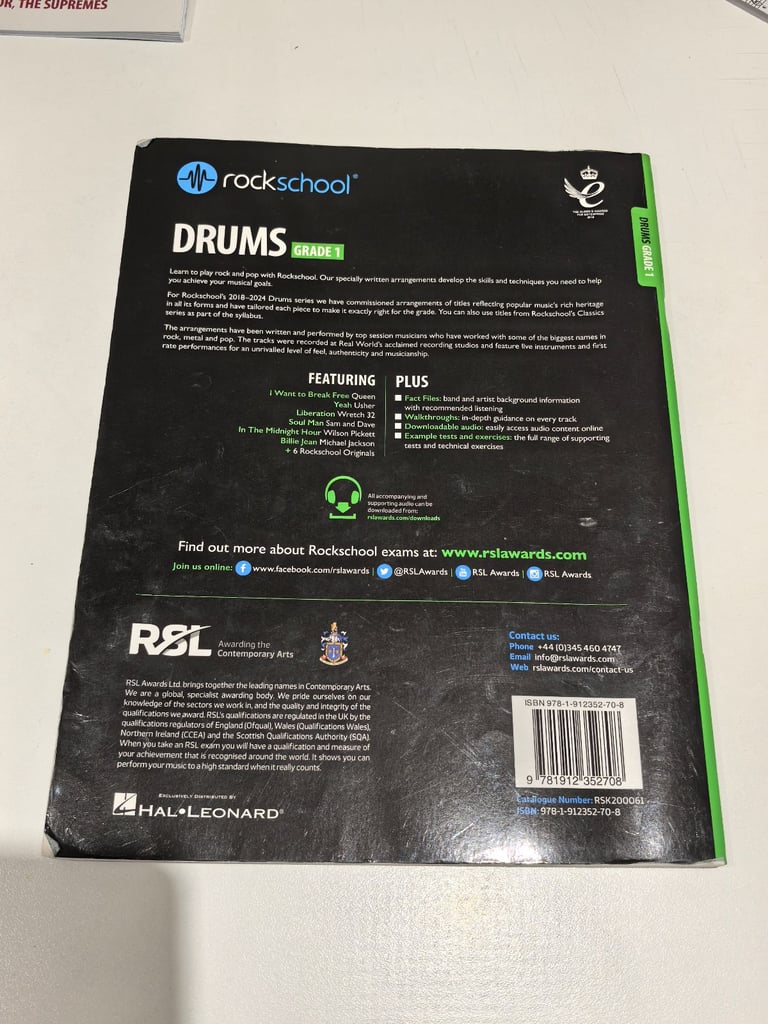 OR, THE SUPREMES
rockschool®
THE QUEEN'S AWARDS
FOR ENTERPRISE
DRUMS GRADE 1
DRUMS GRADE 1
Learn to play rock and pop with Rockschool. Our specially written arrangements develop the skills and techniques you need to help
you achieve your musical goals.
For Rockschool's 2018–2024 Drums series we have commissioned arrangements of titles reflecting popular music's rich heritage
in all its forms and have tailored each piece to make it exactly right for the grade. You can also use titles from Rockschool's Classics
series as part of the syllabus.
The arrangements have been written and performed by top session musicians who have worked with some of the biggest names in
rock, metal and pop. The tracks were recorded at Real World's acclaimed recording studios and feature live instruments and first
rate performances for an unrivalled level of feel, authenticity and musicianship.
FEATURING
I Want to Break Free Queen
Yeah Usher
Liberation Wretch 32
Soul Man Sam and Dave
In The Midnight Hour Wilson Pickett
Billie Jean Michael Jackson
+ 6 Rockschool Originals
PLUS
Fact Files: band and artist background information
with recommended listening
Walkthroughs: in-depth guidance on every track
Downloadable audio: easily access audio content online
Example tests and exercises: the full range of supporting
tests and technical exercises
All accompanying and
supporting audio can be
downloaded from:
rslawards.com/downloads
Find out more about Rockschool exams at: www.rslawards.com
Join us online: www.facebook.com/rslawards | @RSLAwards | RSL Awards | RSL Awards
RSL Awarding the
Contemporary Arts
RSL Awards Ltd. brings together the leading names in Contemporary Arts.
We are a global, specialist awarding body. We pride ourselves on our
knowledge of the sectors we work in, and the quality and integrity of the
qualifications we award. RSL's qualifications are regulated in the UK by the
qualifications regulators of England (Ofqual), Wales (Qualifications Wales),
Northern Ireland (CCEA) and the Scottish Qualifications Authority (SQA).
When you take an RSL exam you will have a qualification and measure of
your achievement that is recognised around the world. It shows you can
perform your music to a high standard when it really counts.
EXCLUSIVELY DISTRIBUTED BY
HAL•LEONARD®
Contact us:
Phone +44 (0)345 460 4747
Email info@rslawards.com
Web rslawards.com/contact-us
ISBN 978-1-912352-70-8
9 781912 352708
Catalogue Number: RSK200061
ISBN: 978-1-912352-70-8